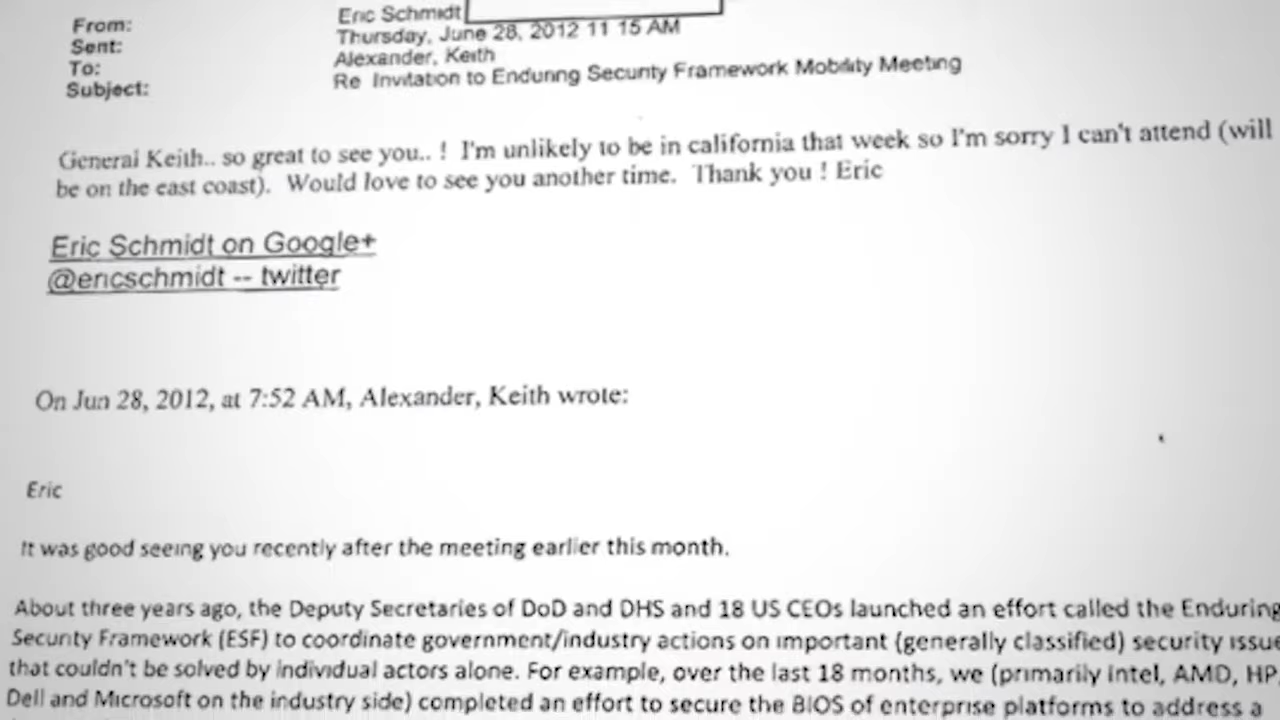 From: Eric Schmidt
Sent: Thursday, June 28, 2012 11 15 AM
To: Alexander, Keith
Subject: Re Invitation to Enduring Security Framework Mobility Meeting
General Keith.. so great to see you.. ! I'm unlikely to be in california that week so I'm sorry I can't attend (will
be on the east coast). Would love to see you another time. Thank you ! Eric
Eric Schmidt on Google+
@ericschmidt -- twitter
On Jun 28, 2012, at 7:52 AM, Alexander, Keith wrote:
Eric
It was good seeing you recently after the meeting earlier this month.
About three years ago, the Deputy Secretaries of DoD and DHS and 18 US CEOs launched an effort called the Enduring
Security Framework (ESF) to coordinate government/industry actions on important (generally classified) security issue
that couldn't be solved by individual actors alone. For example, over the last 18 months, we (primarily Intel, AMD, HP,
Dell and Microsoft on the industry side) completed an effort to secure the BIOS of enterprise platforms to address a